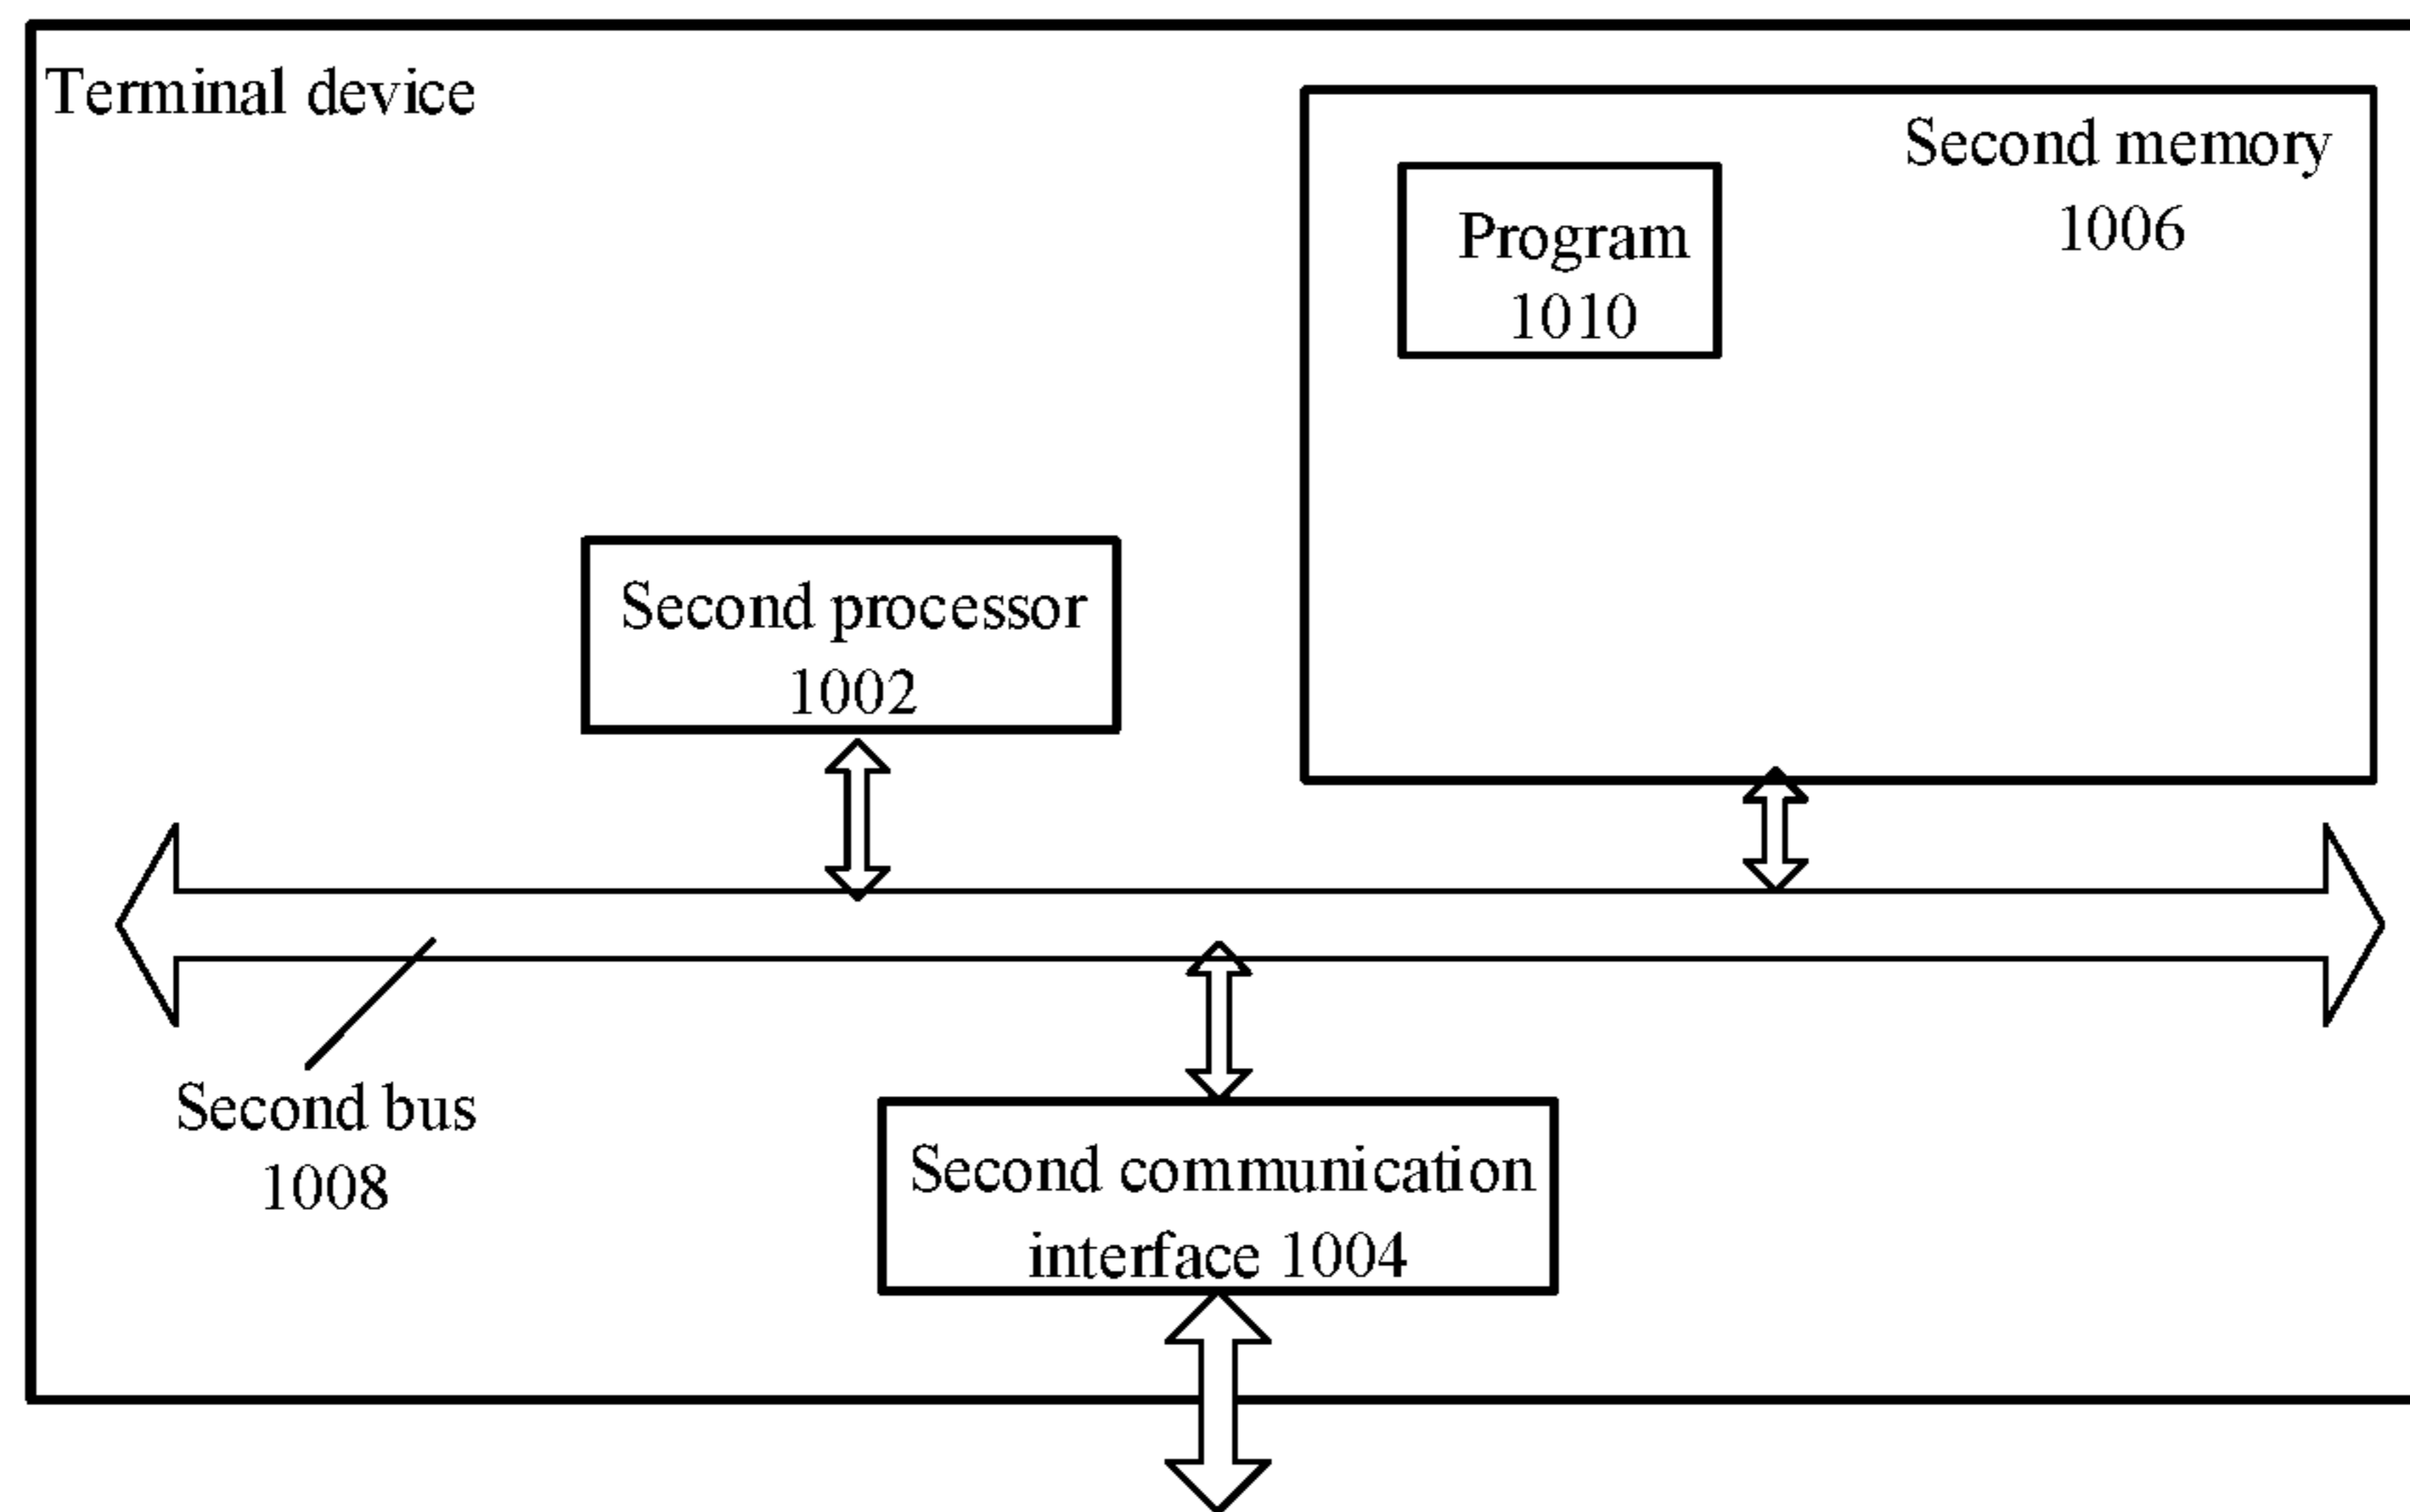 Terminal device
Second memory
1006
Program
1010
Second processor
1002
Second bus
1008
Second communication
interface 1004